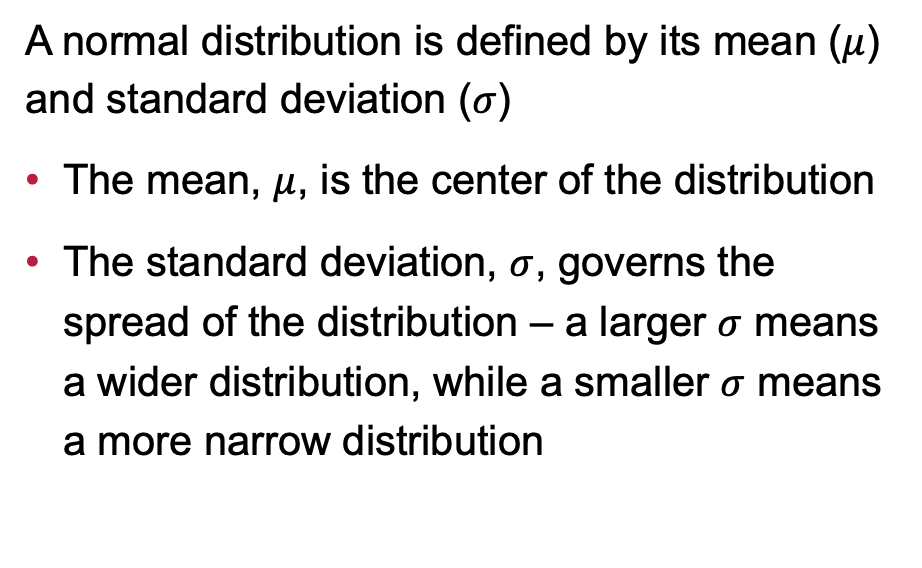 A normal distribution is defined by its mean (𝜇)
and standard deviation (𝜎)
• The mean, 𝜇, is the center of the distribution
• The standard deviation, 𝜎, governs the
spread of the distribution – a larger 𝜎 means
a wider distribution, while a smaller 𝜎 means
a more narrow distribution